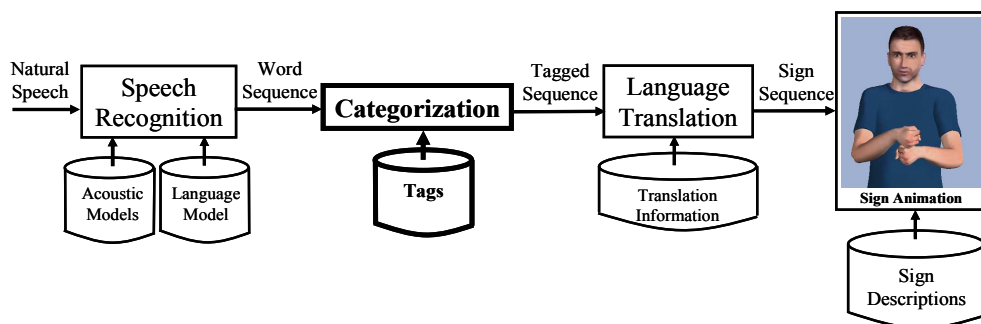 Natural
Speech
Speech
Recognition
Word
Sequence
Categorization
Tagged
Sequence
Language
Translation
Sign
Sequence
Sign Animation
Acoustic
Models
Language
Model
Tags
Translation
Information
Sign
Descriptions